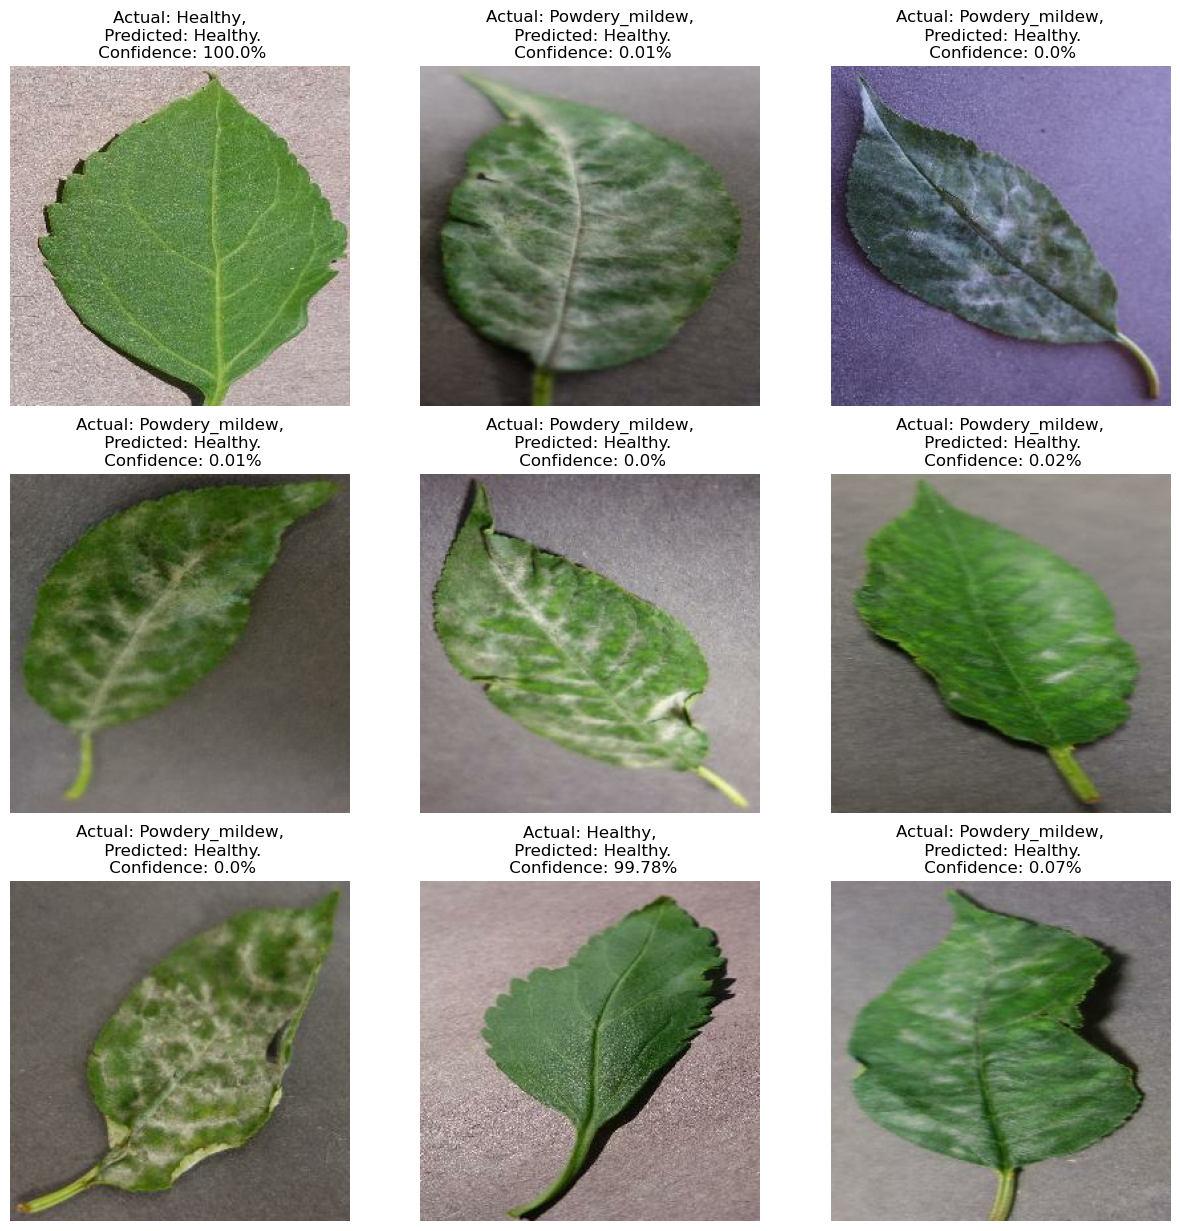 Actual: Healthy,
Predicted: Healthy.
Confidence: 100.0%
Actual: Powdery_mildew,
Predicted: Healthy.
Confidence: 0.01%
Actual: Powdery_mildew,
Predicted: Healthy.
Confidence: 0.0%
Actual: Powdery_mildew,
Predicted: Healthy.
Confidence: 0.01%
Actual: Powdery_mildew,
Predicted: Healthy.
Confidence: 0.0%
Actual: Powdery_mildew,
Predicted: Healthy.
Confidence: 0.02%
Actual: Powdery_mildew,
Predicted: Healthy.
Confidence: 0.0%
Actual: Healthy,
Predicted: Healthy.
Confidence: 99.78%
Actual: Powdery_mildew,
Predicted: Healthy.
Confidence: 0.07%